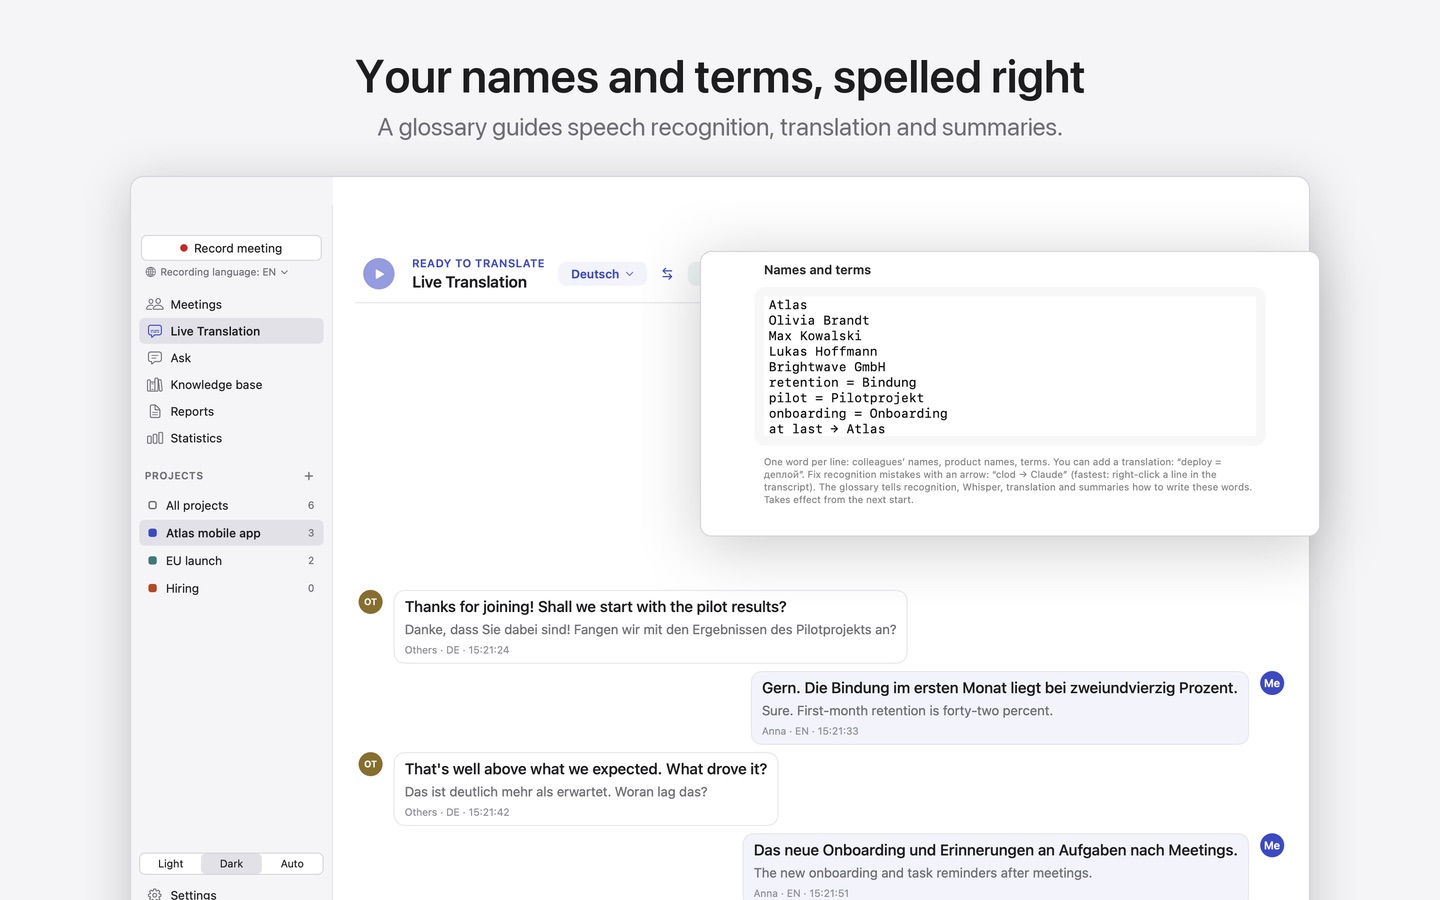 Your names and terms, spelled right
A glossary guides speech recognition, translation and summaries.
Record meeting
Recording language: EN
Meetings
Live Translation
Ask
Knowledge base
Reports
Statistics
PROJECTS
All projects 6
Atlas mobile app 3
EU launch 2
Hiring 0
Light Dark Auto
Settings
READY TO TRANSLATE
Live Translation
Deutsch
Names and terms
Atlas
Olivia Brandt
Max Kowalski
Lukas Hoffmann
Brightwave GmbH
retention = Bindung
pilot = Pilotprojekt
onboarding = Onboarding
at last → Atlas
One word per line: colleagues’ names, product names, terms. You can add a translation: “deploy =
деплой”. Fix recognition mistakes with an arrow: “clod → Claude” (fastest: right-click a line in the
transcript). The glossary tells recognition, Whisper, translation and summaries how to write these words.
Takes effect from the next start.
OT
Thanks for joining! Shall we start with the pilot results?
Danke, dass Sie dabei sind! Fangen wir mit den Ergebnissen des Pilotprojekts an?
Others · DE · 15:21:24
Me
Gern. Die Bindung im ersten Monat liegt bei zweiundvierzig Prozent.
Sure. First-month retention is forty-two percent.
Anna · EN · 15:21:33
OT
That's well above what we expected. What drove it?
Das ist deutlich mehr als erwartet. Woran lag das?
Others · DE · 15:21:42
Me
Das neue Onboarding und Erinnerungen an Aufgaben nach Meetings.
The new onboarding and task reminders after meetings.
Anna · EN · 15:21:51